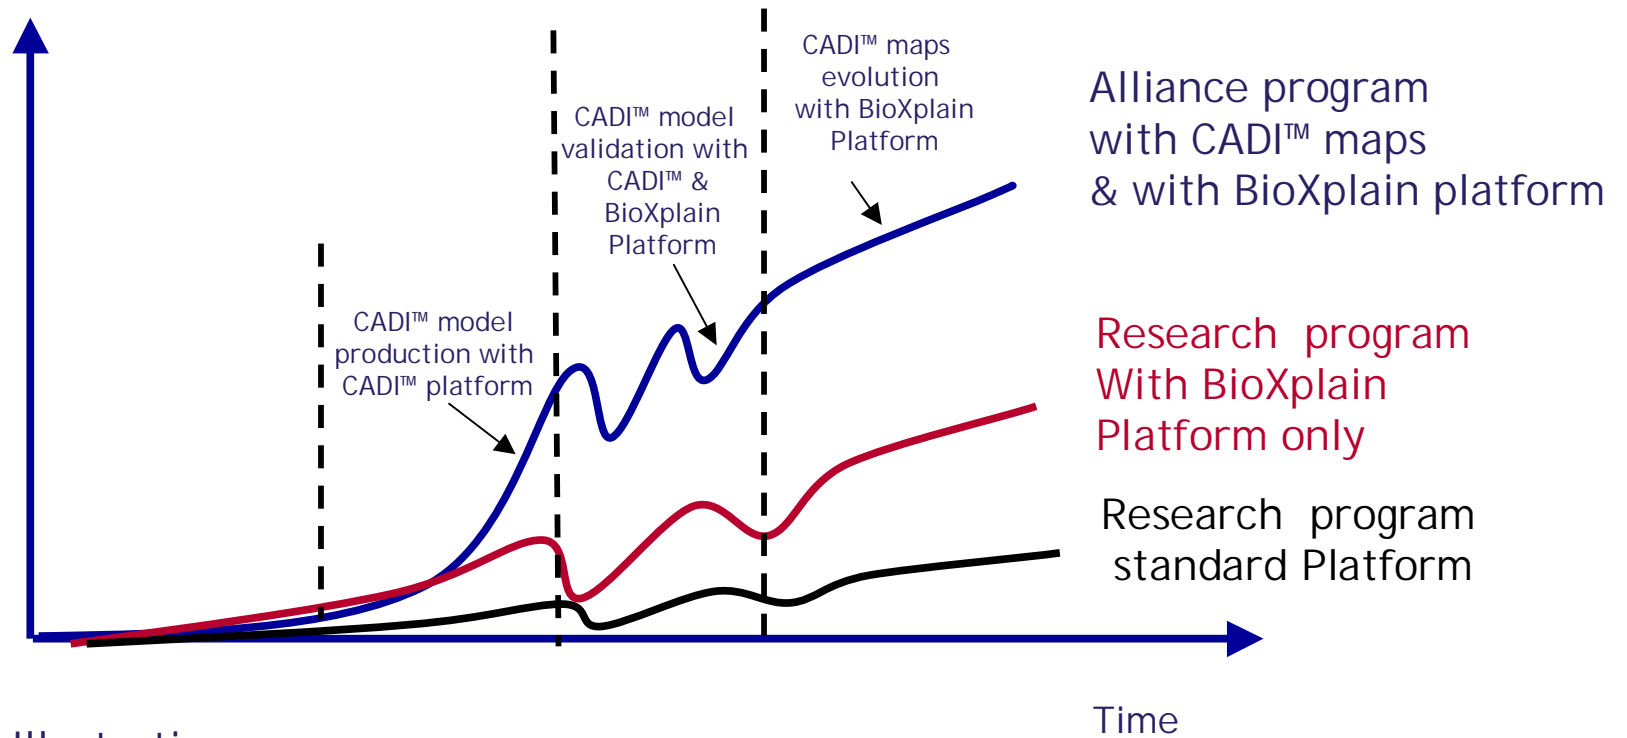 CADI™ maps
evolution
with BioXplain
Platform
CADI™ model
validation with
CADI™ &
BioXplain
Platform
CADI™ model
production with
CADI™ platform
Alliance program
with CADI™ maps
& with BioXplain platform
Research program
With BioXplain
Platform only
Research program
standard Platform
Time